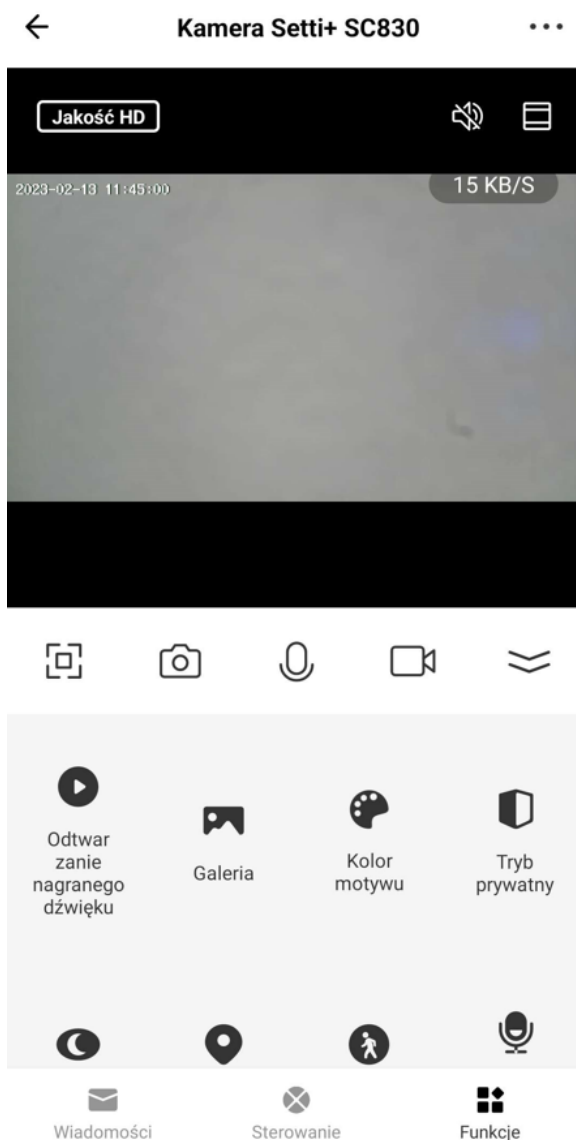 Kamera Setti+ SC830
Jakość HD
2023-02-13 11:45:00
15 KB/S
Odtwar
zanie
nagranego
dźwięku
Galeria
Kolor
motywu
Tryb
prywatny
Wiadomości
Sterowanie
Funkcje